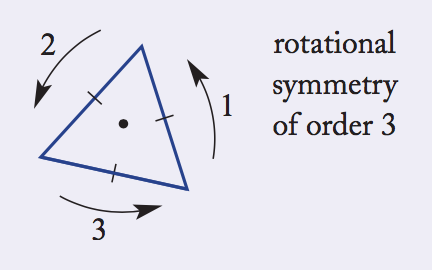 2
rotational
symmetry
of order 3
1
3